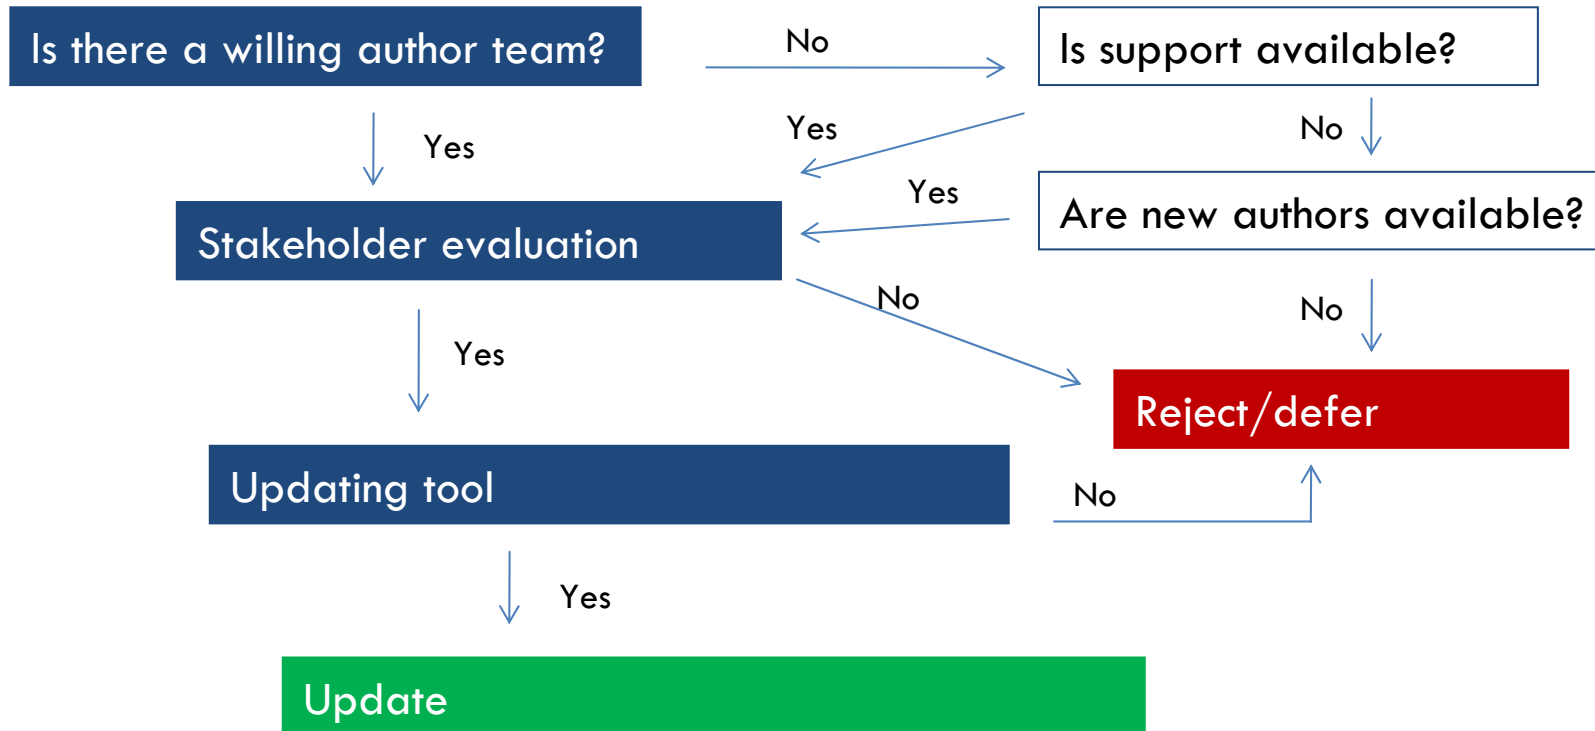 Is there a willing author team?
No
Is support available?
Yes
Yes
No
Yes
Are new authors available?
Stakeholder evaluation
No
No
Yes
Reject/defer
Updating tool
No
Yes
Update